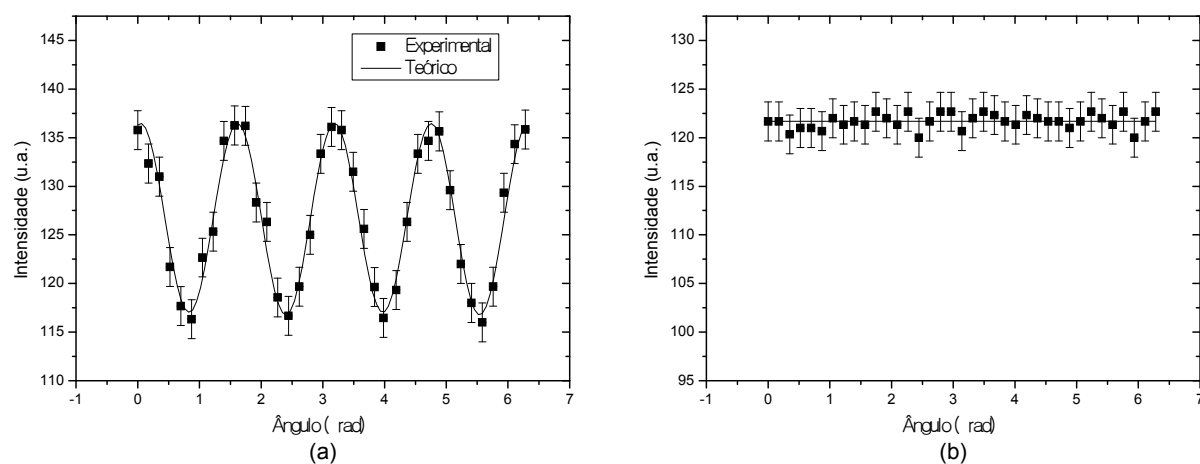 145
140
135
130
125
120
115
110
Intensidade (u.a.)
Experimental
Teórico
-1 0 1 2 3 4 5 6 7
Ângulo ( rad)
(a)
130
125
120
115
110
105
100
95
Intensidade (u.a.)
-1 0 1 2 3 4 5 6 7
Ângulo ( rad)
(b)